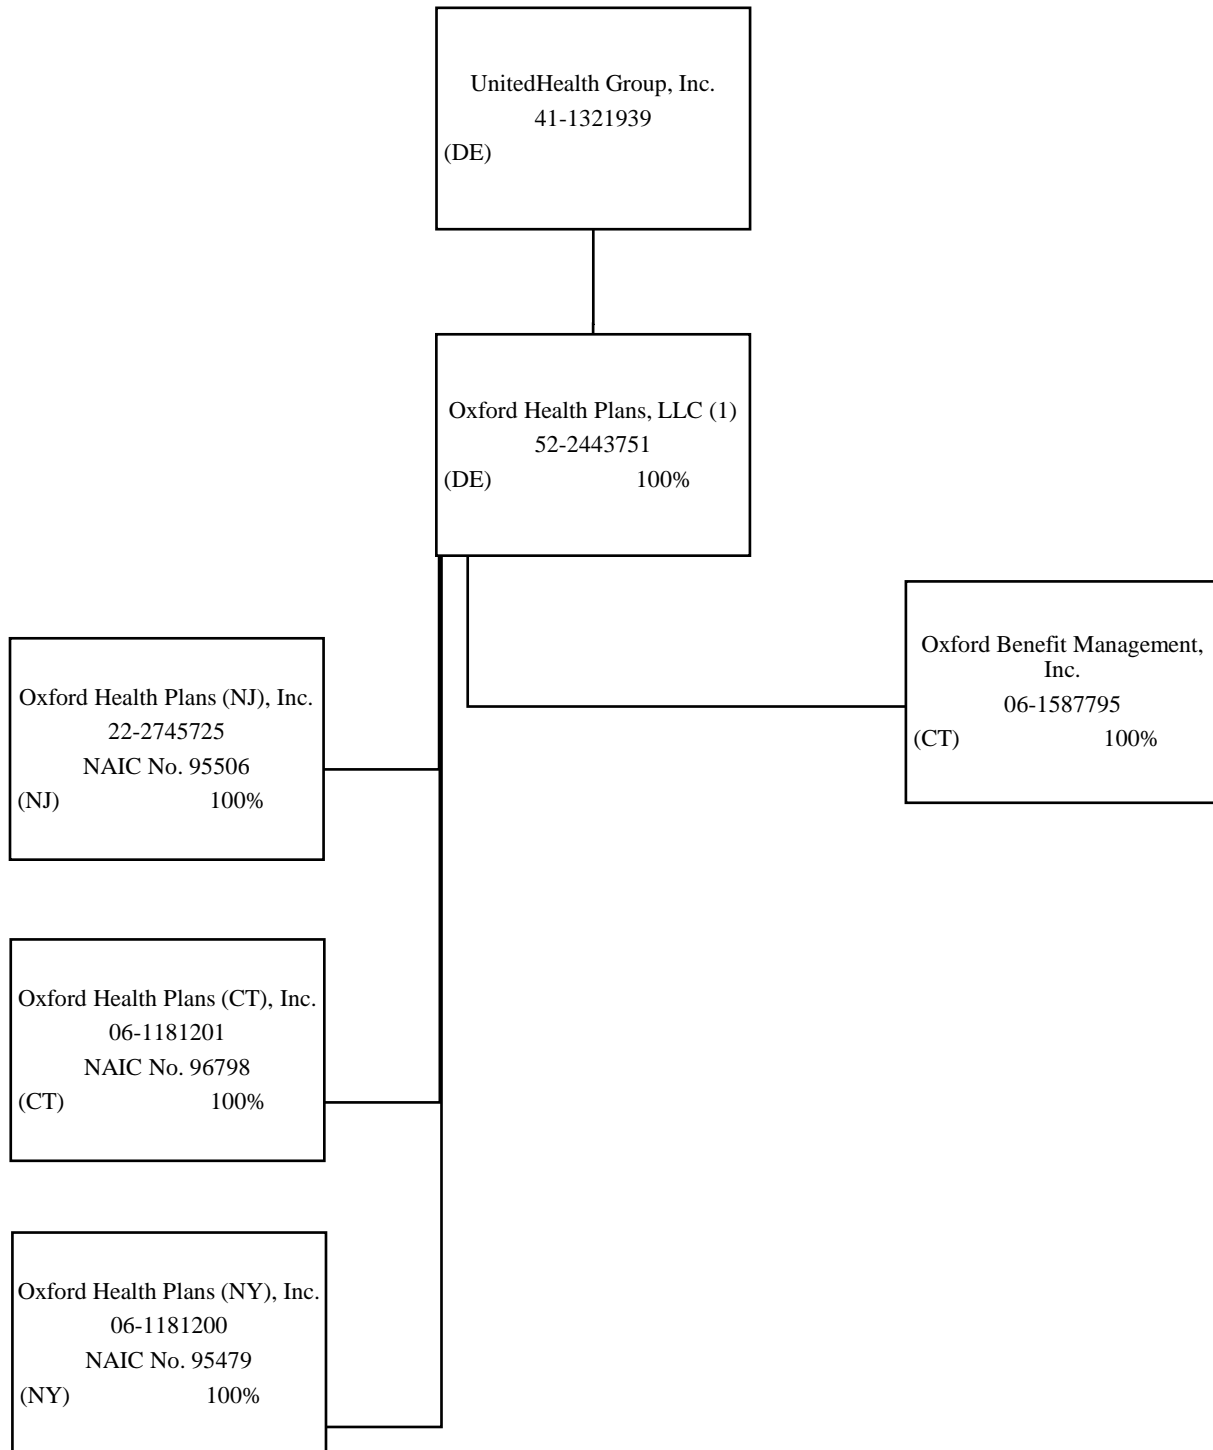 UnitedHealth Group, Inc.
41-1321939
(DE)
Oxford Health Plans, LLC (1)
52-2443751
(DE) 100%
Oxford Benefit Management,
Inc.
06-1587795
(CT) 100%
Oxford Health Plans (NJ), Inc.
22-2745725
NAIC No. 95506
(NJ) 100%
Oxford Health Plans (CT), Inc.
06-1181201
NAIC No. 96798
(CT) 100%
Oxford Health Plans (NY), Inc.
06-1181200
NAIC No. 95479
(NY) 100%